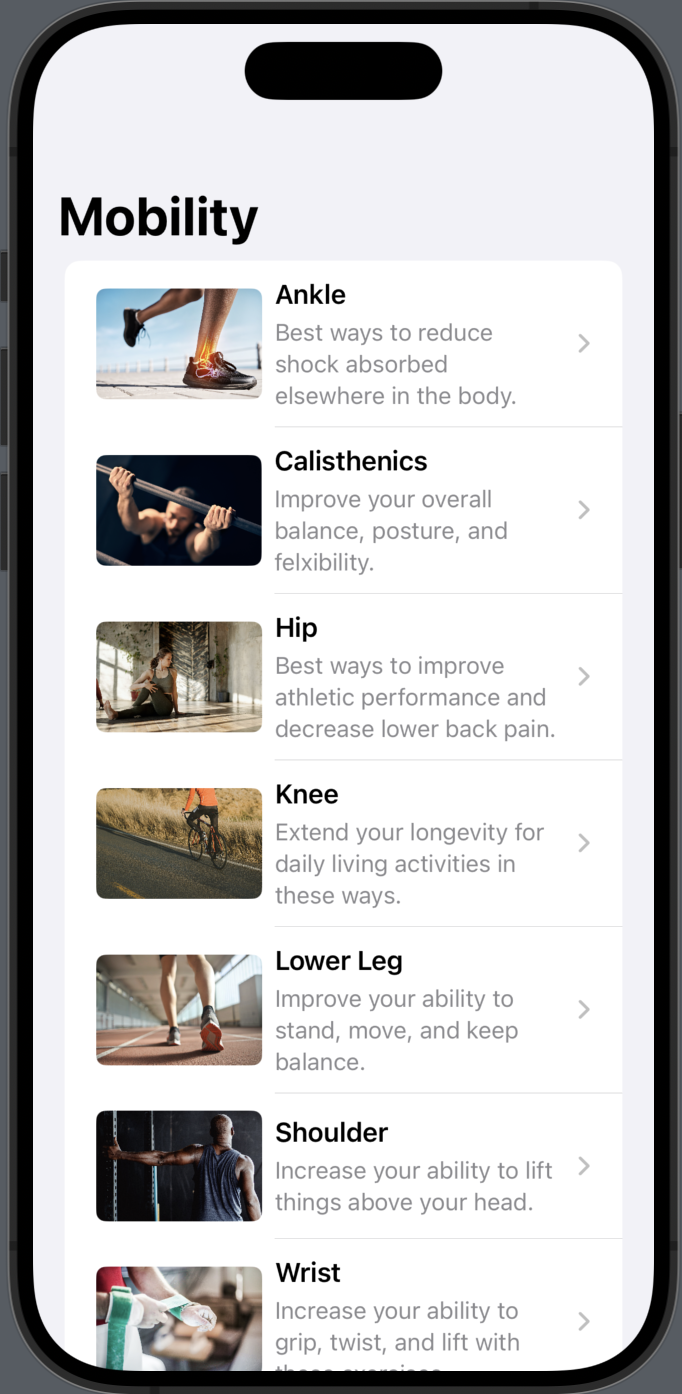 Mobility
Ankle
Best ways to reduce
shock absorbed
elsewhere in the body.
Calisthenics
Improve your overall
balance, posture, and
felxibility.
Hip
Best ways to improve
athletic performance and
decrease lower back pain.
Knee
Extend your longevity for
daily living activities in
these ways.
Lower Leg
Improve your ability to
stand, move, and keep
balance.
Shoulder
Increase your ability to lift
things above your head.
Wrist
Increase your ability to
grip, twist, and lift with
these exercises.